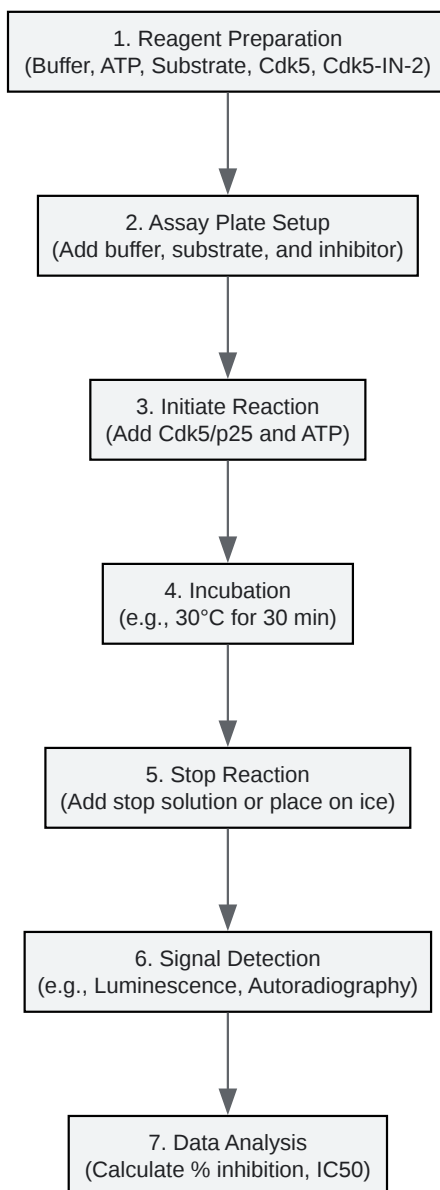 1. Reagent Preparation
(Buffer, ATP, Substrate, Cdk5, Cdk5-IN-2)
2. Assay Plate Setup
(Add buffer, substrate, and inhibitor)
3. Initiate Reaction
(Add Cdk5/p25 and ATP)
4. Incubation
(e.g., 30°C for 30 min)
5. Stop Reaction
(Add stop solution or place on ice)
6. Signal Detection
(e.g., Luminescence, Autoradiography)
7. Data Analysis
(Calculate % inhibition, IC50)